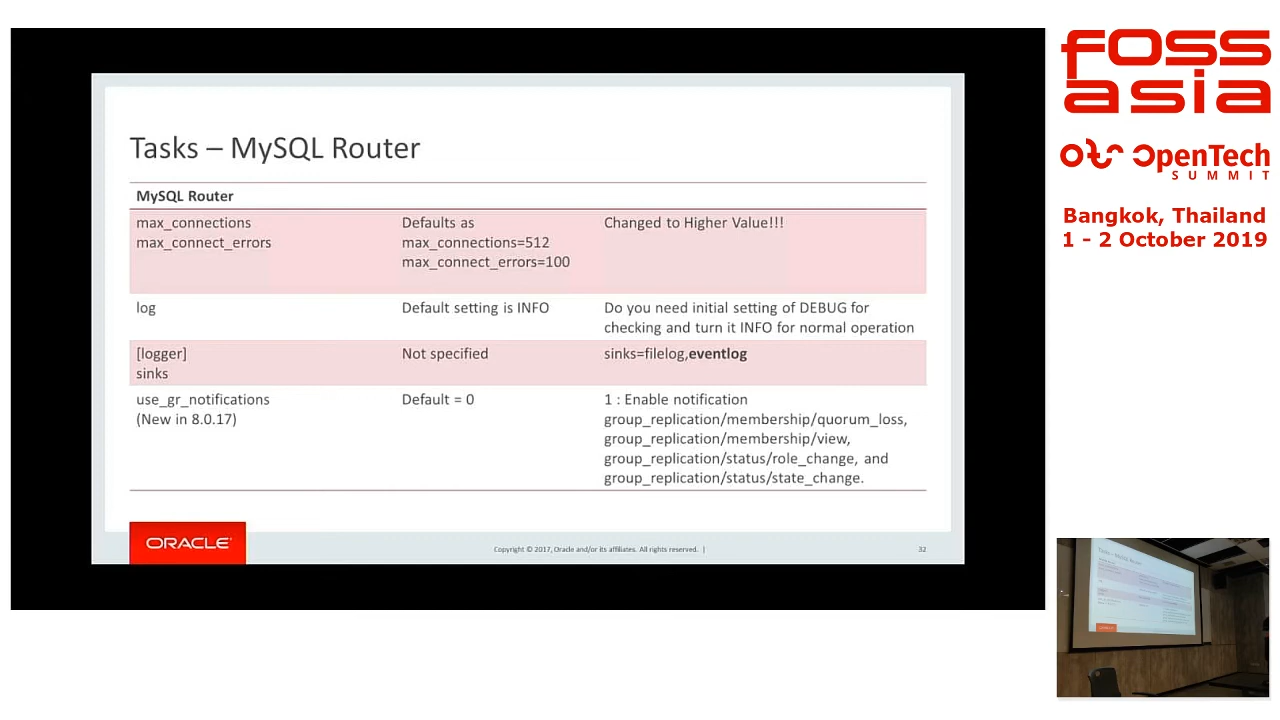 Tasks – MySQL Router
MySQL Router
max_connections
max_connect_errors
Defaults as
max_connections=512
max_connect_errors=100
Changed to Higher Value!!!
log
Default setting is INFO
Do you need initial setting of DEBUG for
checking and turn it INFO for normal operation
[logger]
sinks
Not specified
sinks=filelog,eventlog
use_gr_notifications
(New in 8.0.17)
Default = 0
1 : Enable notification
group_replication/membership/quorum_loss,
group_replication/membership/view,
group_replication/status/role_change, and
group_replication/status/state_change.
ORACLE
Copyright © 2017, Oracle and/or its affiliates. All rights reserved. |
32
foss
asia
OpenTech
SUMMIT
Bangkok, Thailand
1 - 2 October 2019
Tasks – MySQL Router